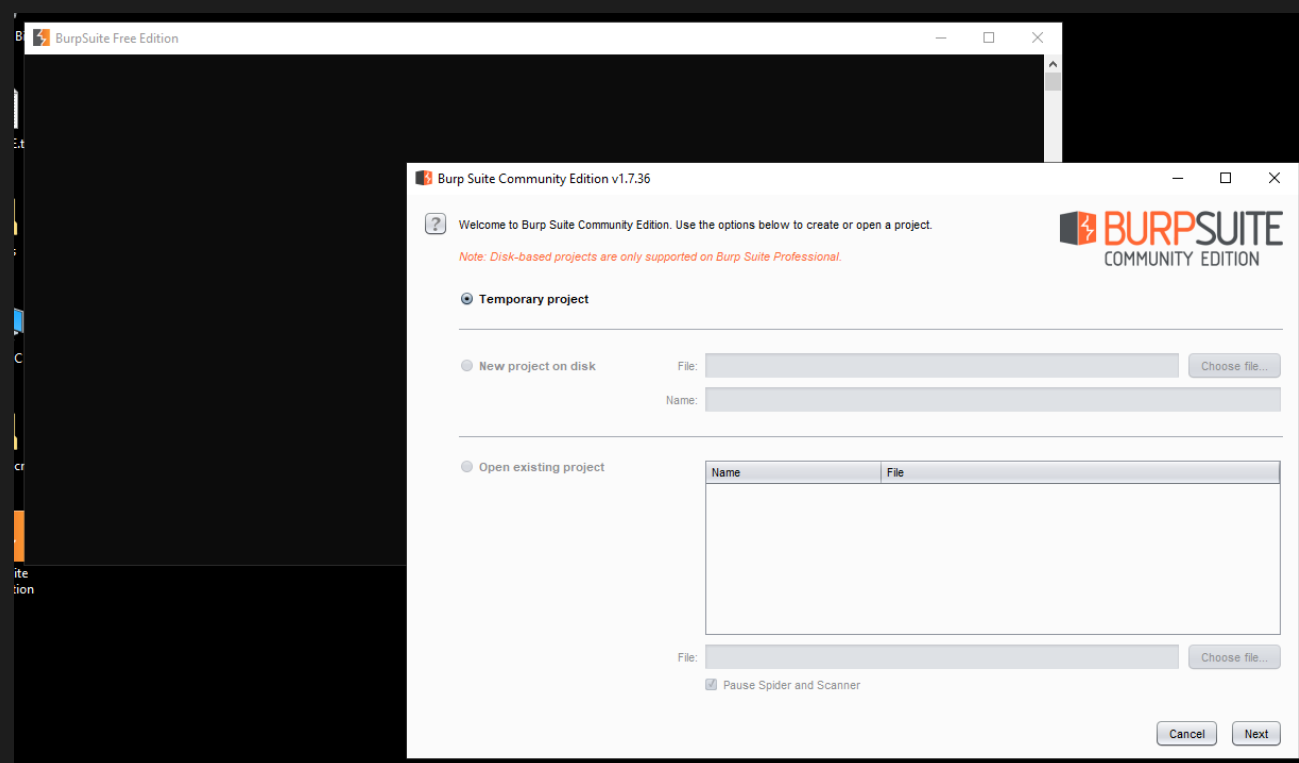 BurpSuite Free Edition
Burp Suite Community Edition v1.7.36
? Welcome to Burp Suite Community Edition. Use the options below to create or open a project.
BURPSUITE
COMMUNITY EDITION
Note: Disk-based projects are only supported on Burp Suite Professional.
Temporary project
New project on disk File: Choose file...
Name:
Open existing project
Name File
File: Choose file...
Pause Spider and Scanner
Cancel Next
ite
tion